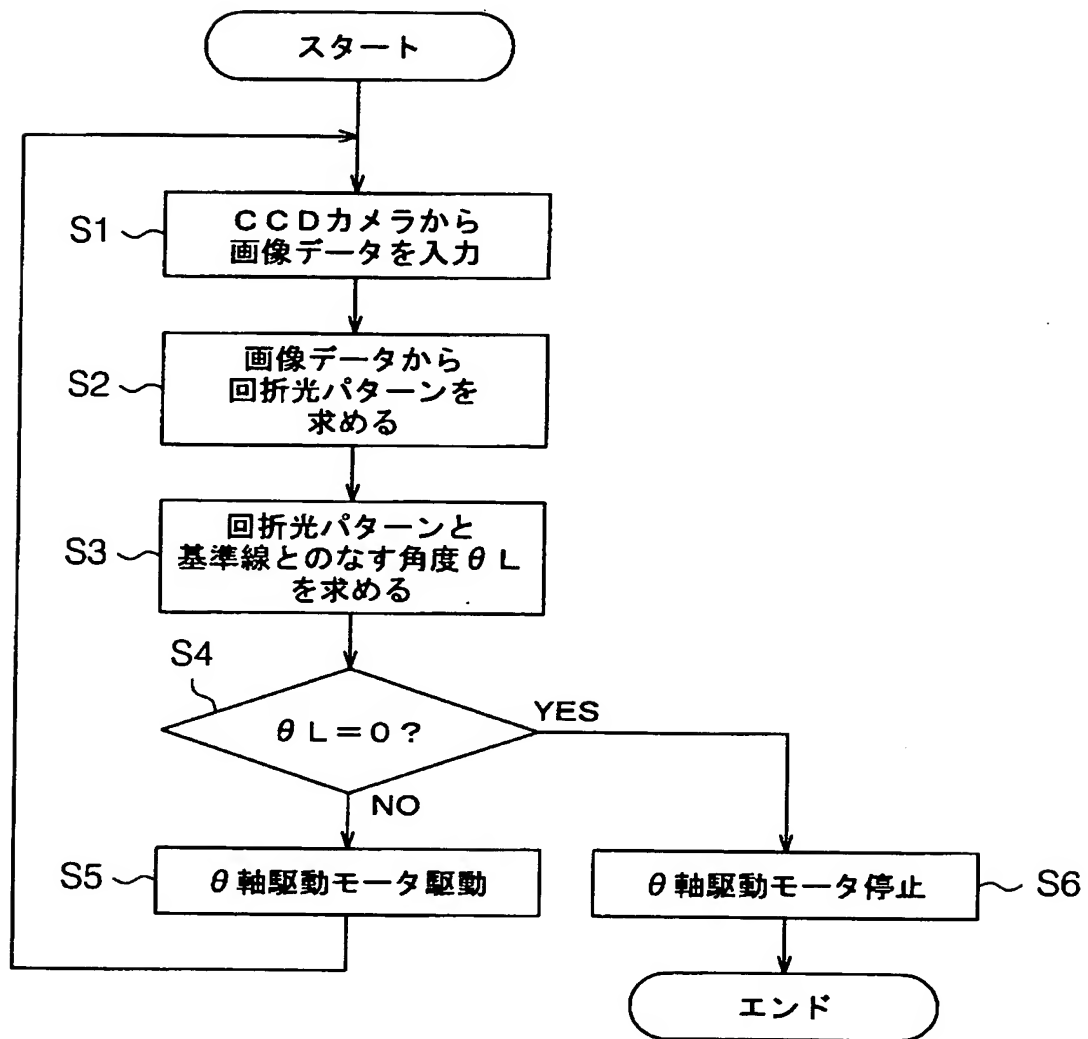 スタート
S1
CCDカメラから
画像データを入力
S2
画像データから
回折光パターンを
求める
S3
回折光パターンと
基準線とのなす角度θL
を求める
S4
θL=0?
YES
NO
S5
θ軸駆動モータ駆動
θ軸駆動モータ停止
S6
エンド